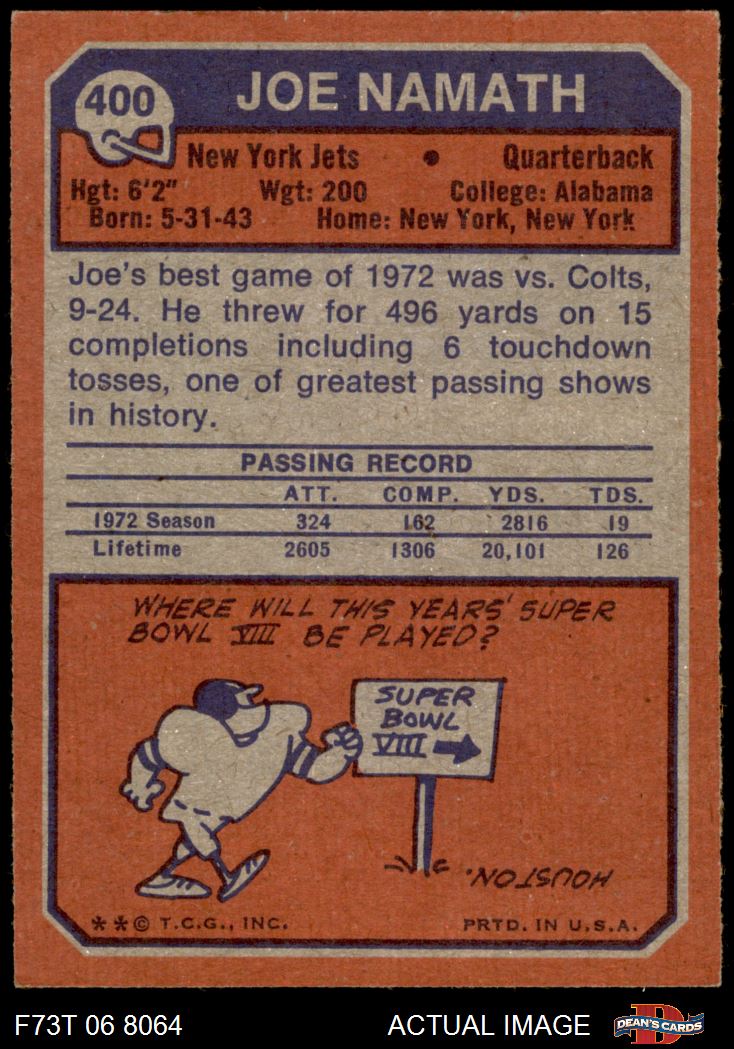 400
JOE NAMATH
New York Jets • Quarterback
Hgt: 6'2" Wgt: 200 College: Alabama
Born: 5-31-43 Home: New York, New York
Joe's best game of 1972 was vs. Colts,
9-24. He threw for 496 yards on 15
completions including 6 touchdown
tosses, one of greatest passing shows
in history.
PASSING RECORD
ATT. COMP. YDS. TDS.
1972 Season 324 162 2816 19
Lifetime 2605 1306 20,101 126
WHERE WILL THIS YEARS' SUPER
BOWL VIII BE PLAYED?
SUPER
BOWL
VIII
HOUSTON.
**© T.C.G., INC. PRTD. IN U.S.A.
F73T 06 8064 ACTUAL IMAGE DEAN'S CARDS